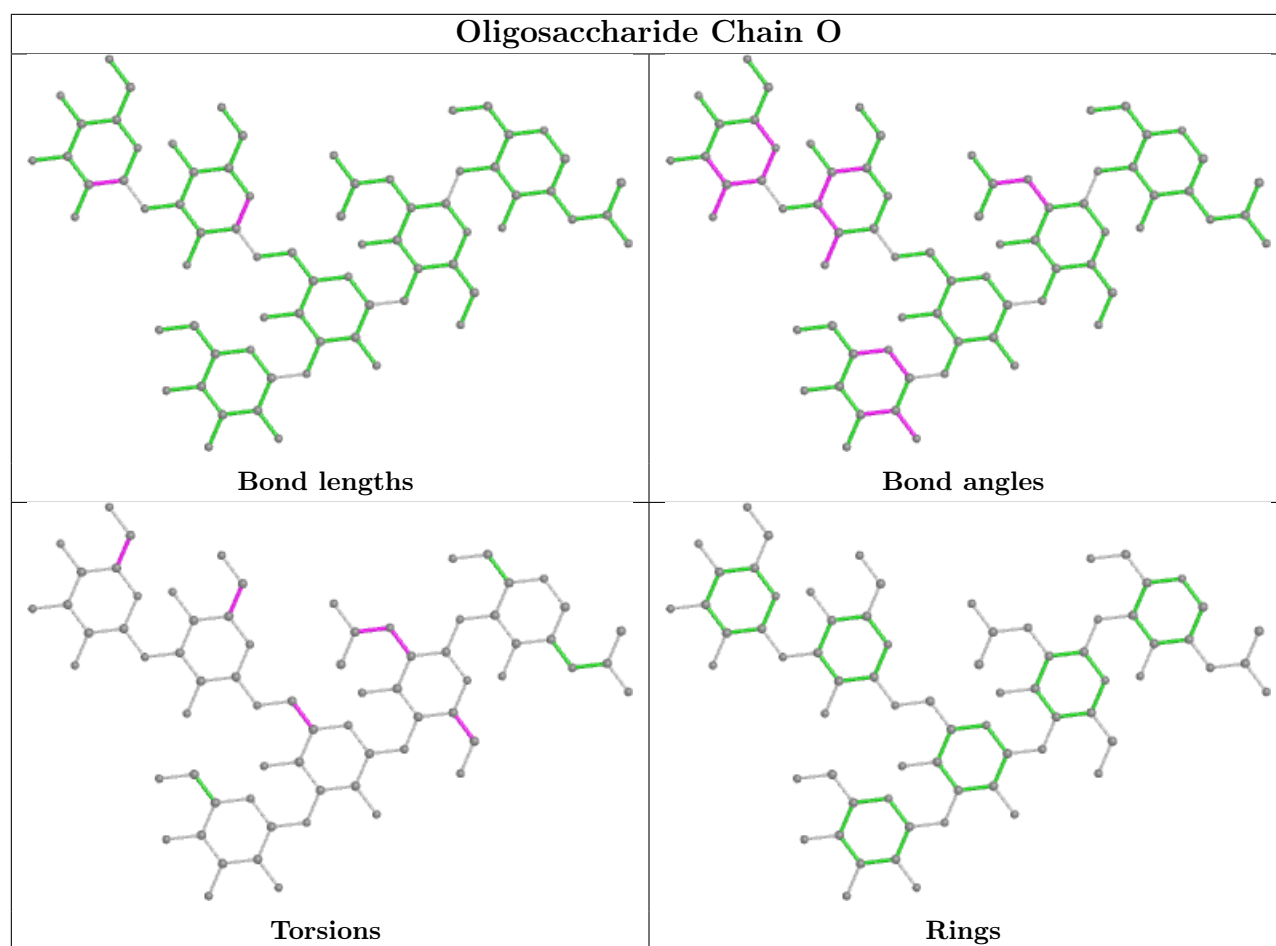 Oligosaccharide Chain O
Bond lengths
Bond angles
Torsions
Rings